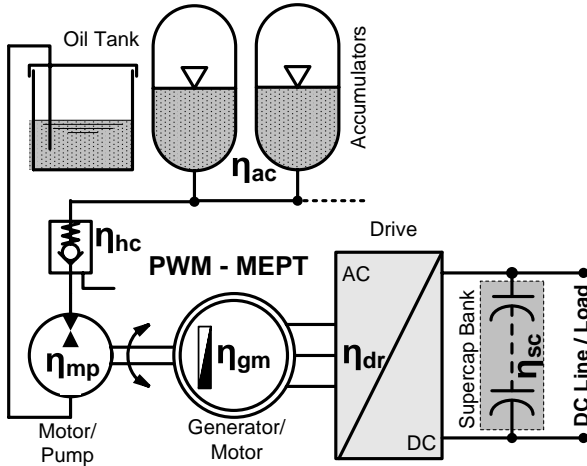 Oil Tank
Accumulators
ηac
ηhc
Drive
PWM - MEPT
AC
ηmp
ηgm
ηdr
Supercap Bank
ηsc
DC Line / Load
DC
Motor/
Pump
Generator/
Motor